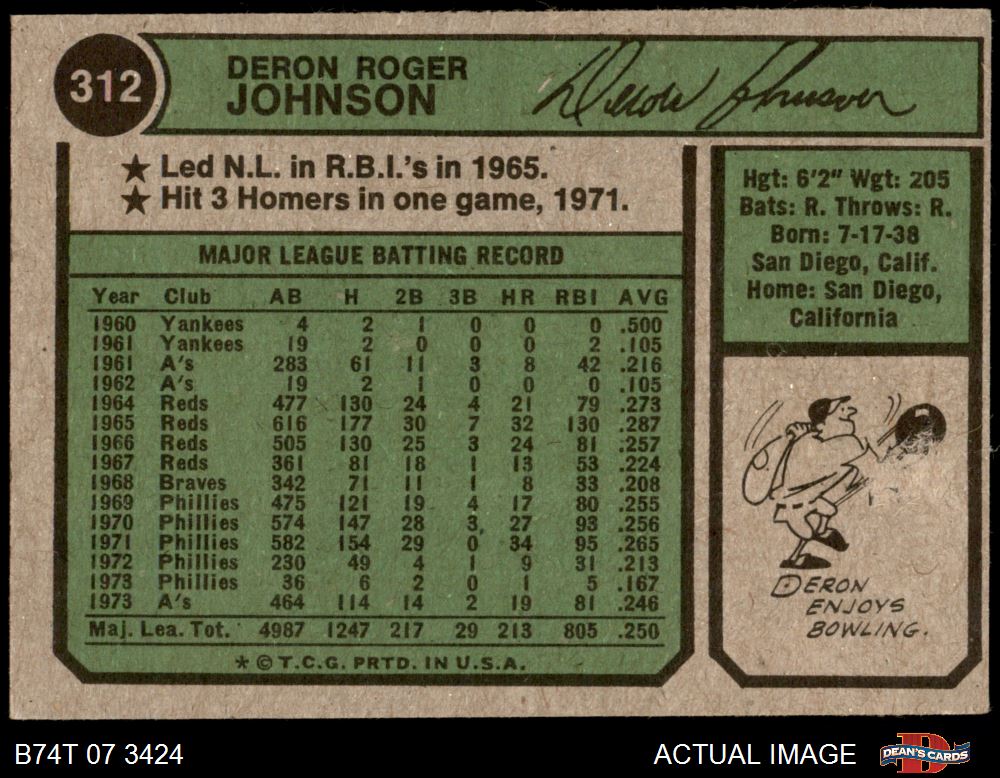 312
DERON ROGER
JOHNSON
Deron Johnson
★ Led N.L. in R.B.I.'s in 1965.
★ Hit 3 Homers in one game, 1971.
MAJOR LEAGUE BATTING RECORD
Year Club AB H 2B 3B HR RBI AVG
1960 Yankees 4 2 1 0 0 0 .500
1961 Yankees 19 2 0 0 0 2 .105
1961 A's 283 61 11 3 8 42 .216
1962 A's 19 2 1 0 0 0 .105
1964 Reds 477 130 24 4 21 79 .273
1965 Reds 616 177 30 7 32 130 .287
1966 Reds 505 130 25 3 24 81 .257
1967 Reds 361 81 18 1 13 53 .224
1968 Braves 342 71 11 1 8 33 .208
1969 Phillies 475 121 19 4 17 80 .255
1970 Phillies 574 147 28 3 27 93 .256
1971 Phillies 582 154 29 0 34 95 .265
1972 Phillies 230 49 4 1 9 31 .213
1973 Phillies 36 6 2 0 1 5 .167
1973 A's 464 114 14 2 19 81 .246
Maj. Lea. Tot. 4987 1247 217 29 213 805 .250
* © T.C.G. PRTD. IN U.S.A.
Hgt: 6'2" Wgt: 205
Bats: R. Throws: R.
Born: 7-17-38
San Diego, Calif.
Home: San Diego,
California
DERON
ENJOYS
BOWLING.
B74T 07 3424
ACTUAL IMAGE
D
DEAN'S CARDS